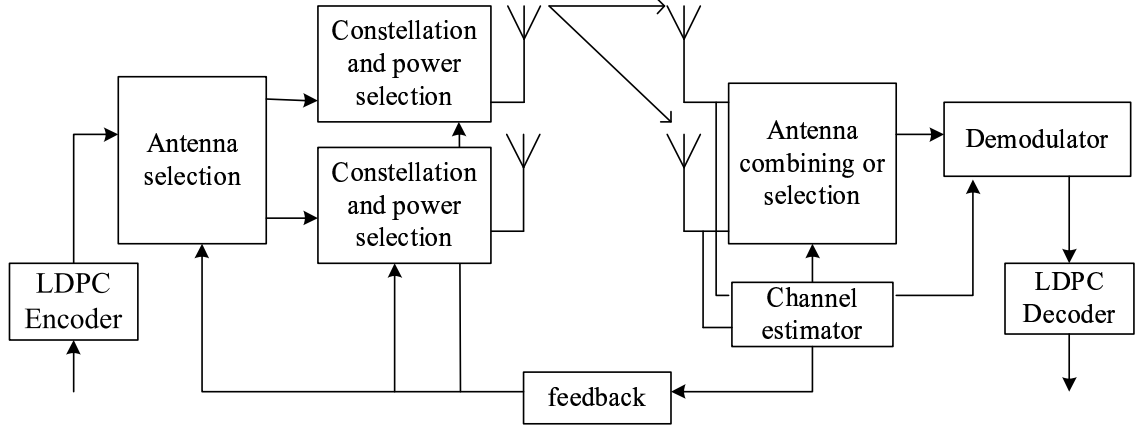 Constellation
and power
selection
Antenna
selection
Constellation
and power
selection
LDPC
Encoder
Antenna
combining or
selection
Demodulator
Channel
estimator
LDPC
Decoder
feedback